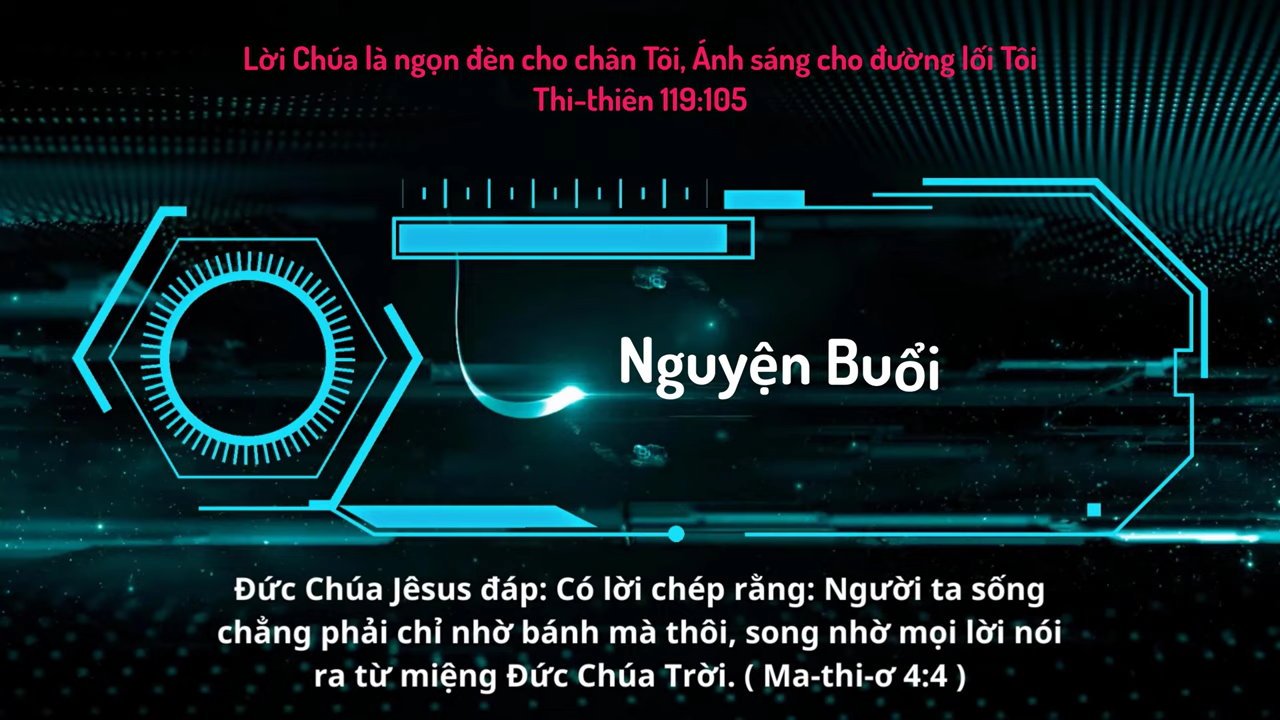 Lời Chúa là ngọn đèn cho chân Tôi, Ánh sáng cho đường lối Tôi
Thi-thiên 119:105
Nguyện Buổi
Đức Chúa Jêsus đáp: Có lời chép rằng: Người ta sống
chẳng phải chỉ nhờ bánh mà thôi, song nhờ mọi lời nói
ra từ miệng Đức Chúa Trời. ( Ma-thi-ơ 4:4 )